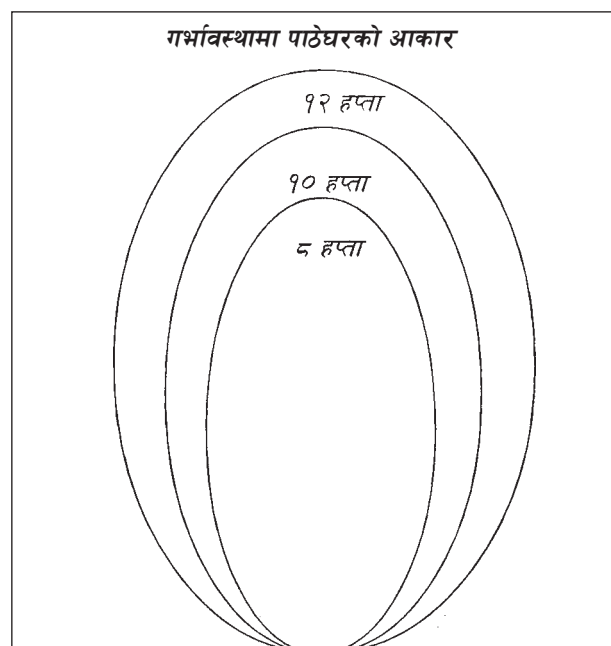 गर्भावस्थामा पाठेघरको आकार
१२ हप्ता
१० हप्ता
८ हप्ता